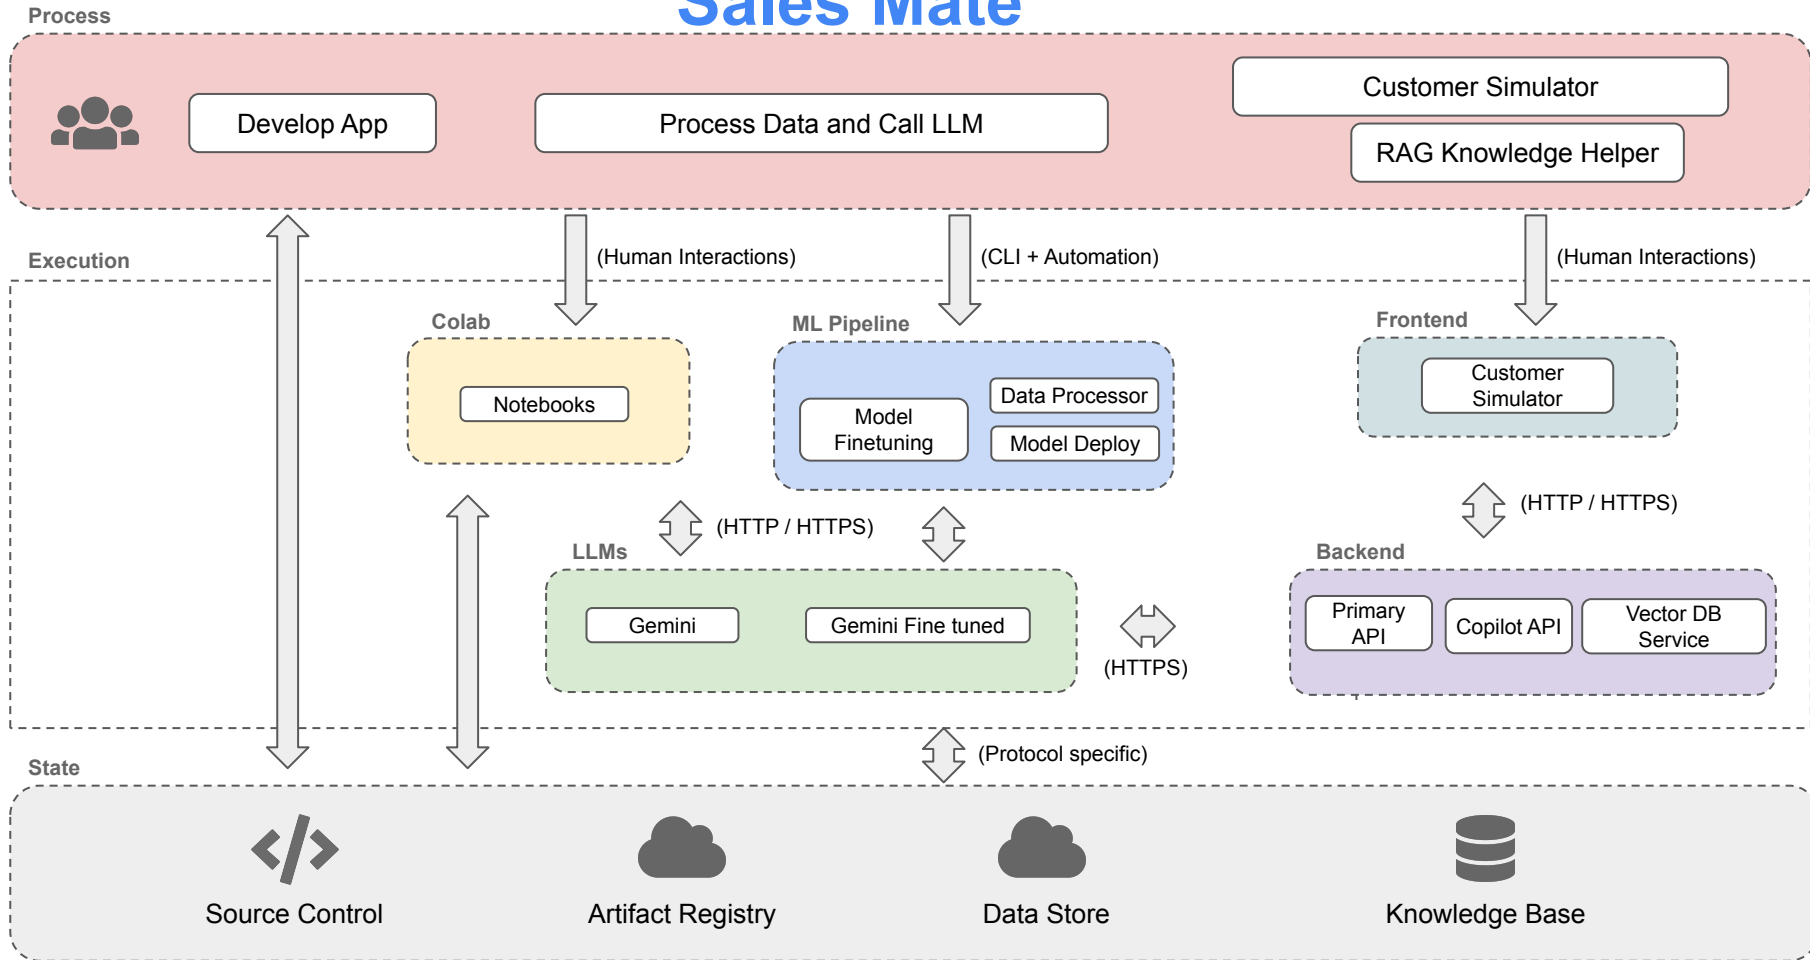 Sales Mate
Process
Develop App
Process Data and Call LLM
Customer Simulator
RAG Knowledge Helper
(Human Interactions)
(CLI + Automation)
(Human Interactions)
Execution
Colab
Notebooks
ML Pipeline
Model
Finetuning
Data Processor
Model Deploy
Frontend
Customer
Simulator
(HTTP / HTTPS)
(HTTP / HTTPS)
LLMs
Gemini
Gemini Fine tuned
(HTTPS)
Backend
Primary
API
Copilot API
Vector DB
Service
(Protocol specific)
State
Source Control
Artifact Registry
Data Store
Knowledge Base